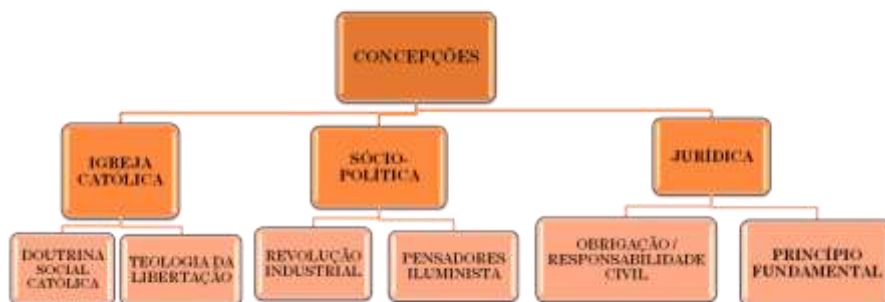 CONCEPÇÕES
IGREJA
CATÓLICA
SÓCIO-
POLÍTICA
JURÍDICA
DOUTRINA
SOCIAL
CATÓLICA
TEOLOGIA DA
LIBERTAÇÃO
REVOLUÇÃO
INDUSTRIAL
PENSADORES
ILUMINISTA
OBRIGAÇÃO /
RESPONSABILIDADE
CIVIL
PRINCÍPIO
FUNDAMENTAL